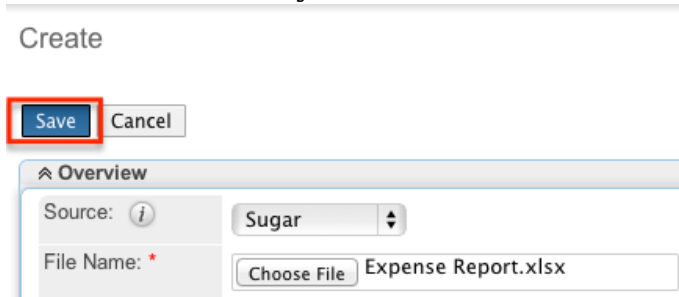 Create
Save Cancel
Overview
Source: i Sugar
File Name: * Choose File Expense Report.xlsx